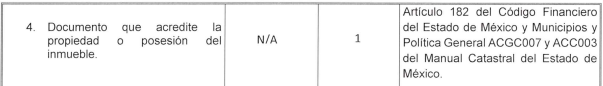 4. Documento que acredite la
propiedad o posesión del
inmueble.
N/A
1
Artículo 182 del Código Financiero
del Estado de México y Municipios y
Política General ACGC007 y ACC003
del Manual Catastral del Estado de
México.